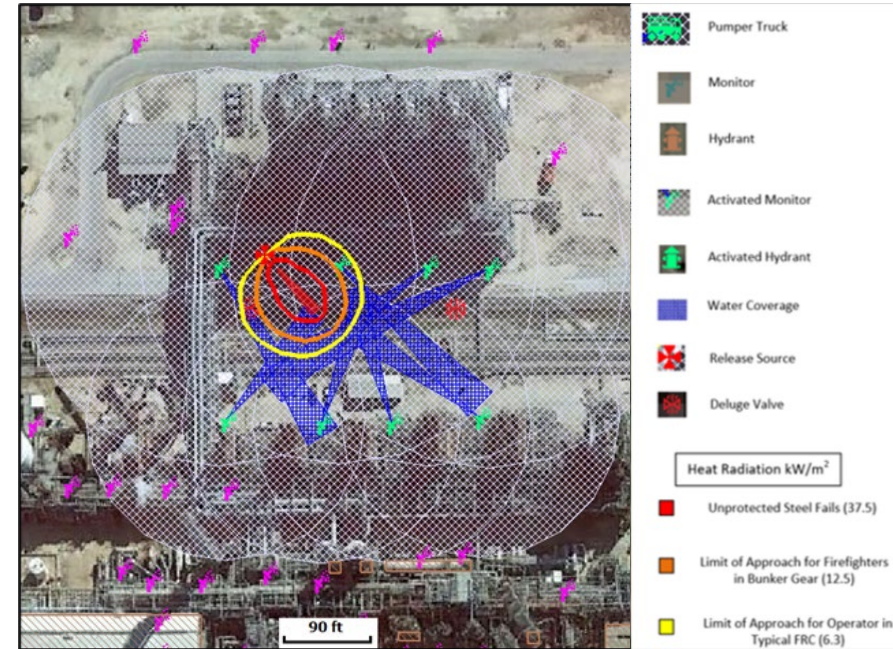 Pumper Truck
Monitor
Hydrant
Activated Monitor
Activated Hydrant
Water Coverage
Release Source
Deluge Valve
Heat Radiation kW/m²
Unprotected Steel Fails (37.5)
Limit of Approach for Firefighters
in Bunker Gear (12.5)
Limit of Approach for Operator in
Typical FRC (6.3)
90 ft